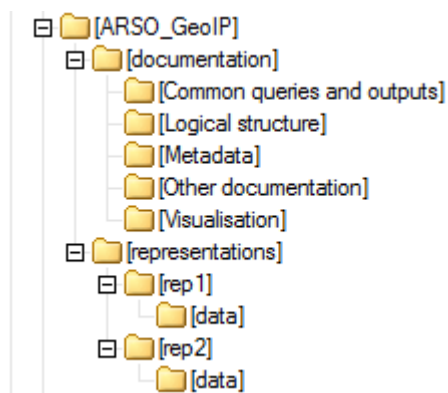 [ARSO_GeoIP]
[documentation]
[Common queries and outputs]
[Logical structure]
[Metadata]
[Other documentation]
[Visualisation]
[representations]
[rep1]
[data]
[rep2]
[data]